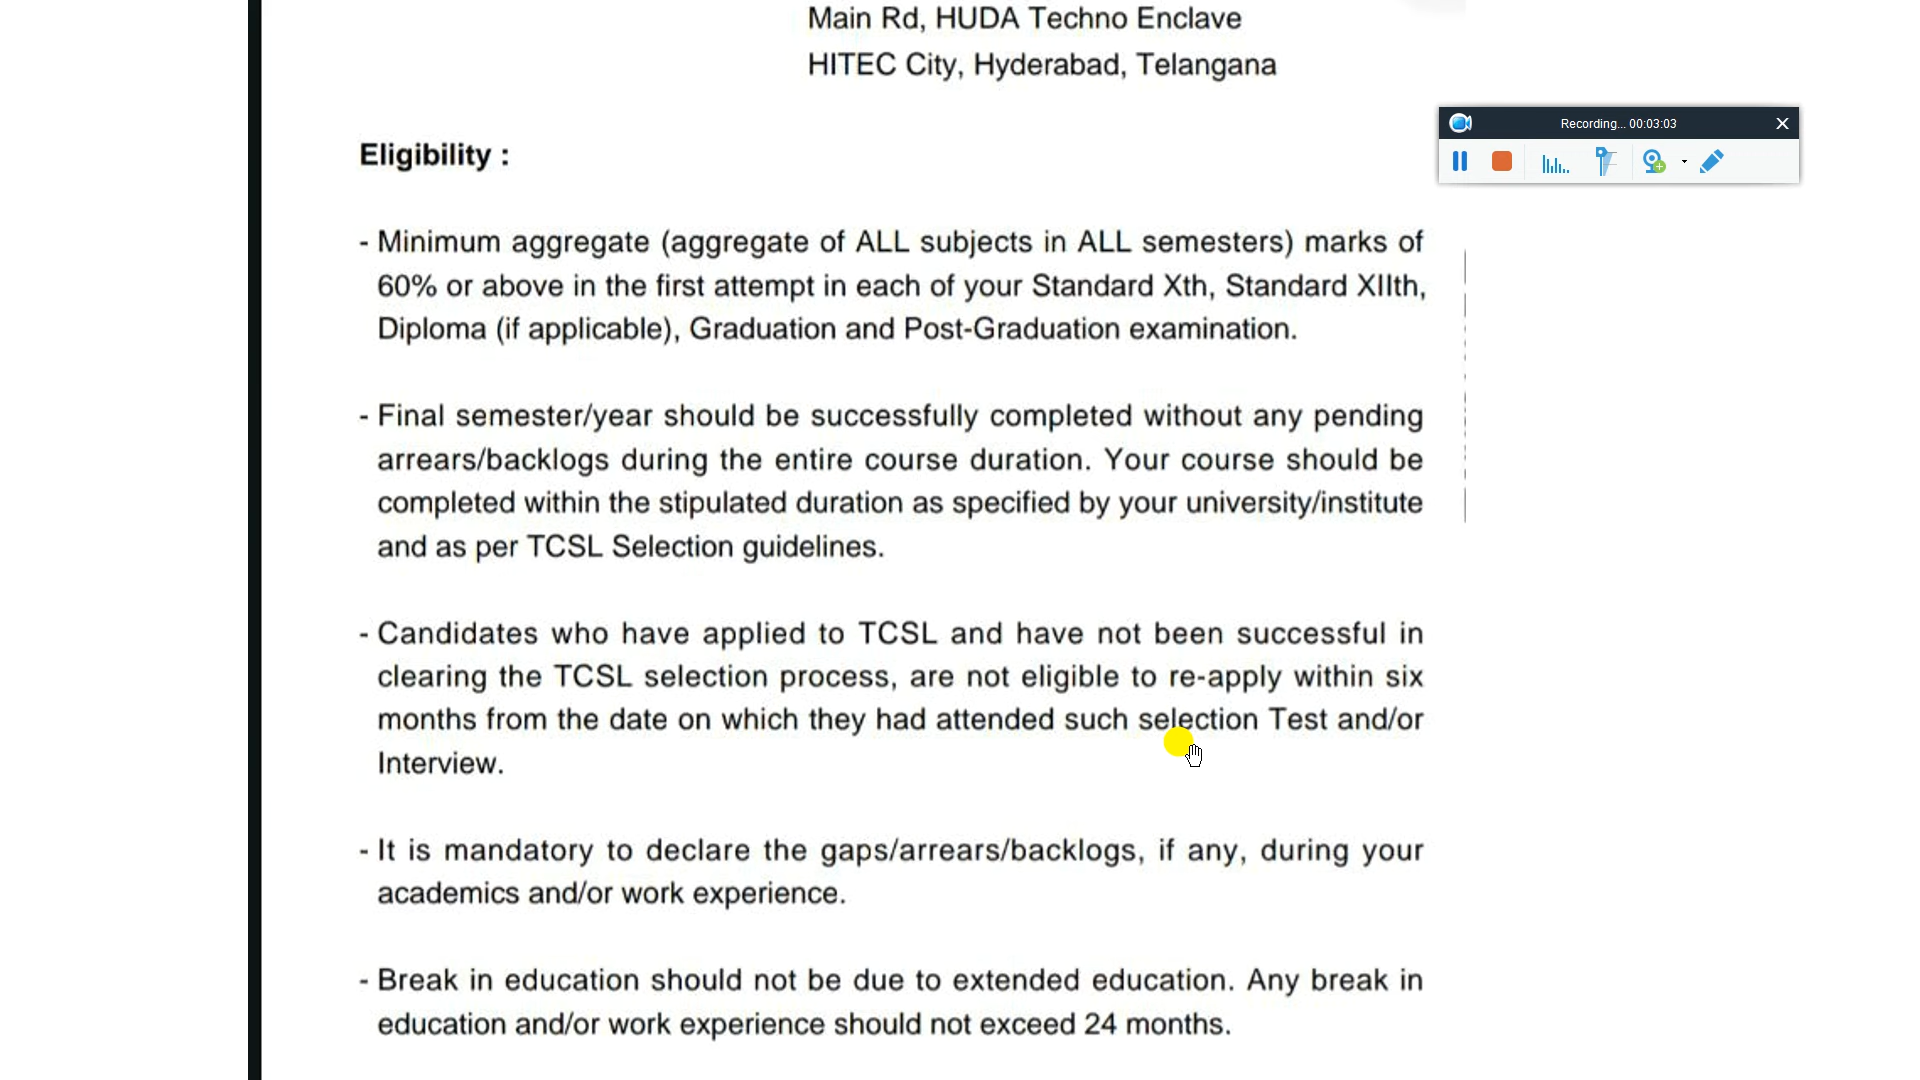 Main Rd, HUDA Techno Enclave
HITEC City, Hyderabad, Telangana
Recording... 00:03:03
Eligibility :
- Minimum aggregate (aggregate of ALL subjects in ALL semesters) marks of
60% or above in the first attempt in each of your Standard Xth, Standard XIIth,
Diploma (if applicable), Graduation and Post-Graduation examination.
- Final semester/year should be successfully completed without any pending
arrears/backlogs during the entire course duration. Your course should be
completed within the stipulated duration as specified by your university/institute
and as per TCSL Selection guidelines.
- Candidates who have applied to TCSL and have not been successful in
clearing the TCSL selection process, are not eligible to re-apply within six
months from the date on which they had attended such selection Test and/or
Interview.
- It is mandatory to declare the gaps/arrears/backlogs, if any, during your
academics and/or work experience.
- Break in education should not be due to extended education. Any break in
education and/or work experience should not exceed 24 months.